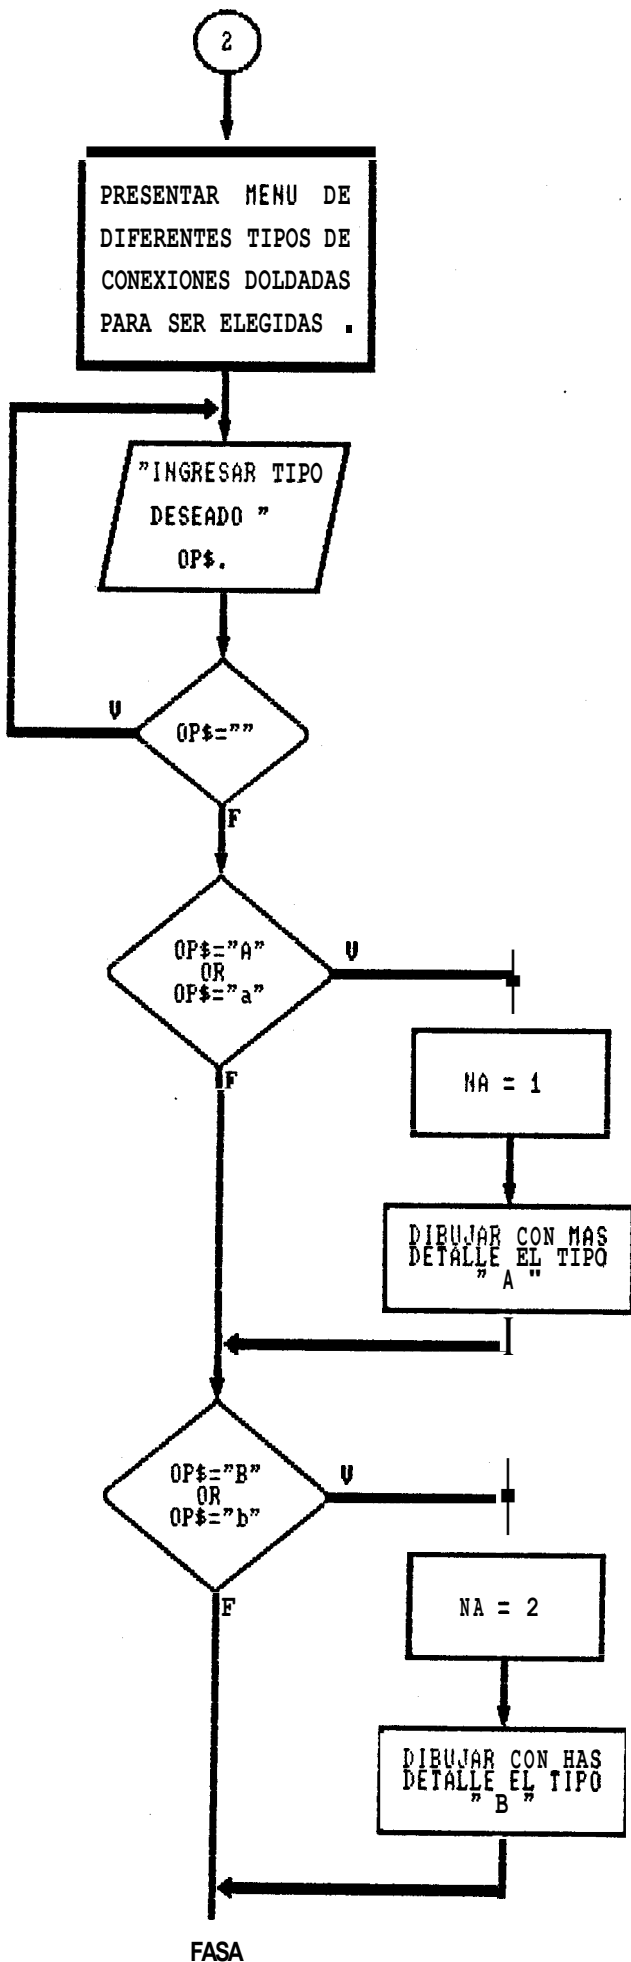 2
PRESENTAR MENU DE
DIFERENTES TIPOS DE
CONEXIONES DOLDADAS
PARA SER ELEGIDAS .
"INGRESAR TIPO
DESEADO "
OP$.
V
OP$=""
F
OP$="A"
OR
OP$="a"
V
F
NA = 1
DIBUJAR CON MAS
DETALLE EL TIPO
" A "
OP$="B"
OR
OP$="b"
V
F
NA = 2
DIBUJAR CON HAS
DETALLE EL TIPO
" B "
FASA